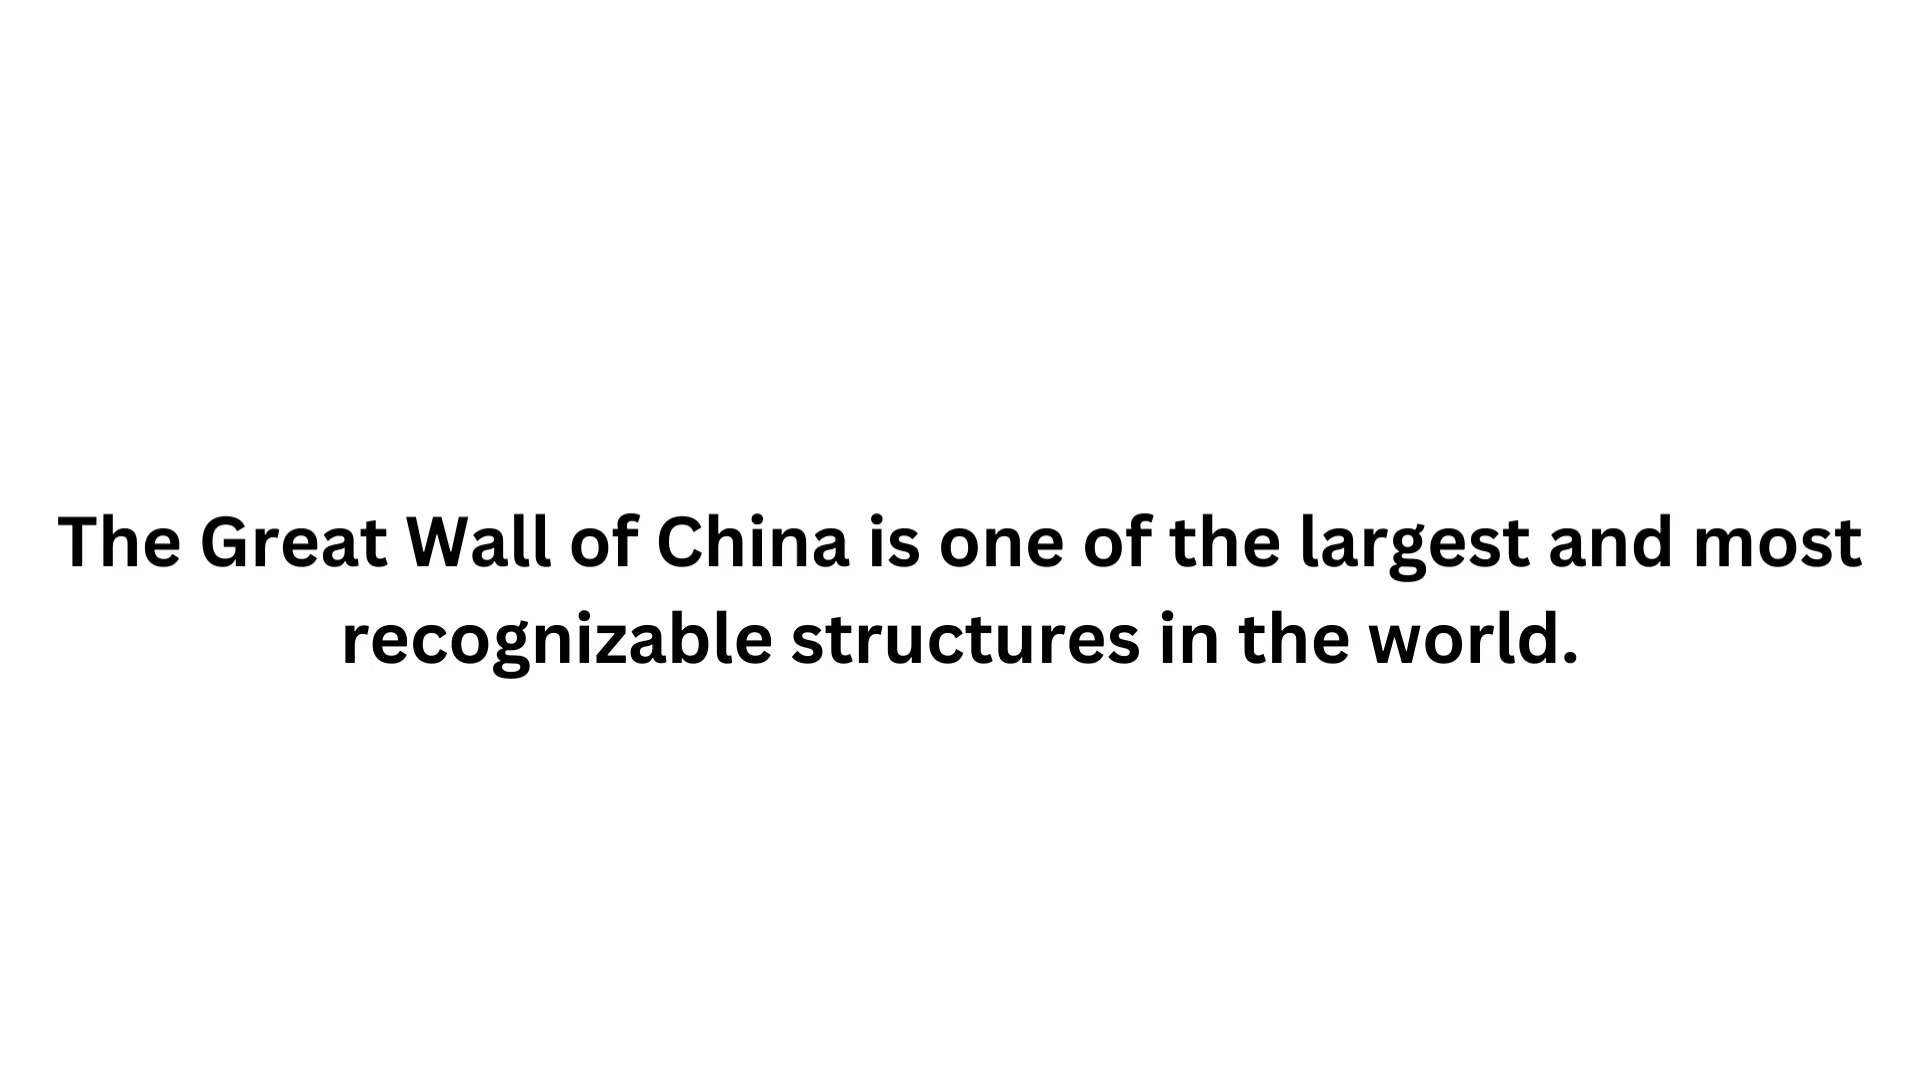 The Great Wall of China is one of the largest and most
recognizable structures in the world.